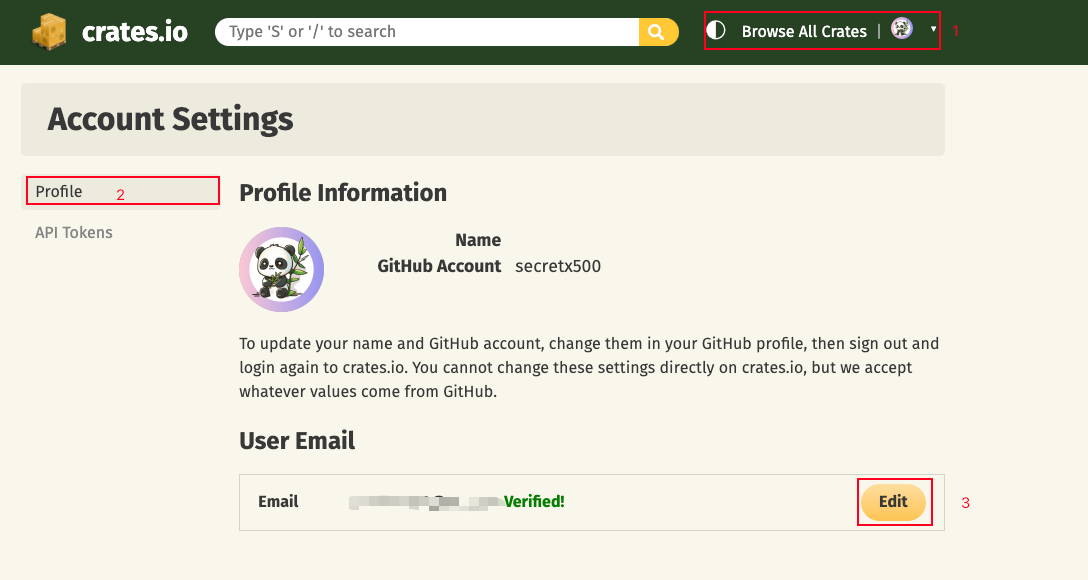 crates.io
Type 'S' or '/' to search
Browse All Crates | ▼ 1
Account Settings
Profile 2
API Tokens
Profile Information
Name
GitHub Account secretx500
To update your name and GitHub account, change them in your GitHub profile, then sign out and
login again to crates.io. You cannot change these settings directly on crates.io, but we accept
whatever values come from GitHub.
User Email
Email Verified! Edit 3